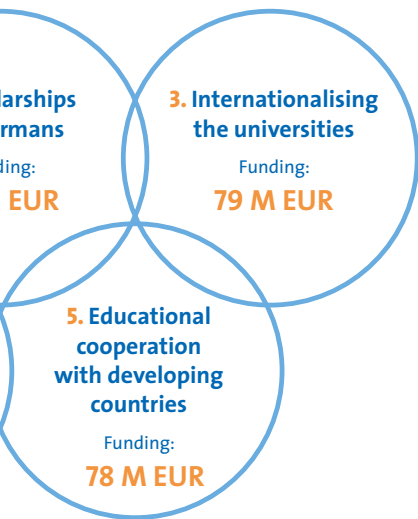 larships
rmans
ding:
EUR
3. Internationalising
the universities
Funding:
79 M EUR
5. Educational
cooperation
with developing
countries
Funding:
78 M EUR